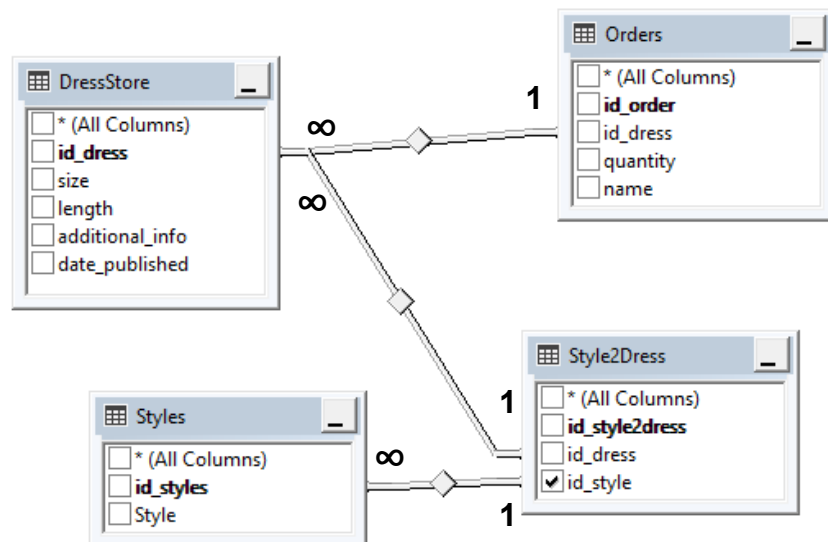 DressStore
* (All Columns)
id_dress
size
length
additional_info
date_published
Orders
* (All Columns)
id_order
id_dress
quantity
name
∞
1
∞
Styles
* (All Columns)
id_styles
Style
Style2Dress
* (All Columns)
id_style2dress
id_dress
id_style
1
∞
1